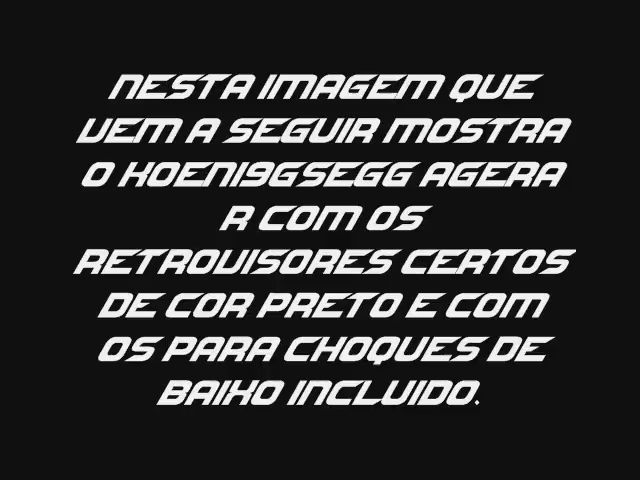 NESTA IMAGEM QUE
VEM A SEGUIR MOSTRA
O KOENI9GSEGG AGERA
R COM OS
RETROVISORES CERTOS
DE COR PRETO E COM
OS PARA CHOQUES DE
BAIXO INCLUIDO.